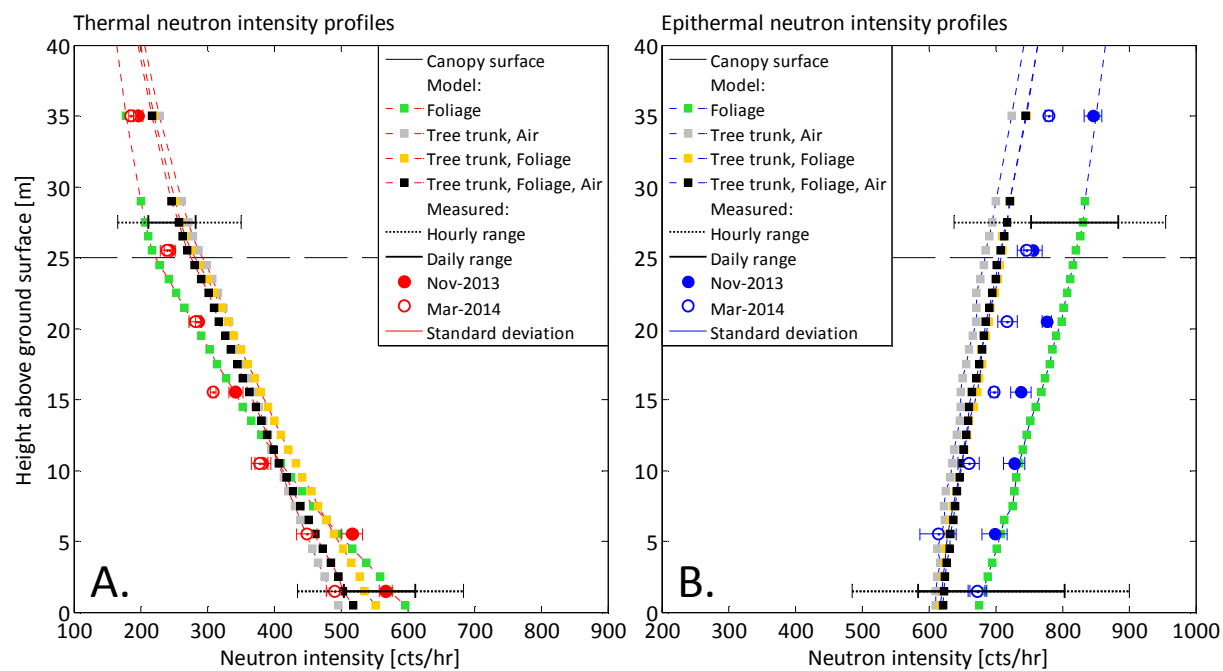 Thermal neutron intensity profiles
Epithermal neutron intensity profiles
Height above ground surface [m]
40
35
30
25
20
15
10
5
0
100 200 300 400 500 600 700 800 900
Neutron intensity [cts/hr]
A.
Canopy surface
Model:
Foliage
Tree trunk, Air
Tree trunk, Foliage
Tree trunk, Foliage, Air
Measured:
Hourly range
Daily range
Nov-2013
Mar-2014
Standard deviation
40
35
30
25
20
15
10
5
0
200 300 400 500 600 700 800 900 1000
Neutron intensity [cts/hr]
B.
Canopy surface
Model:
Foliage
Tree trunk, Air
Tree trunk, Foliage
Tree trunk, Foliage, Air
Measured:
Hourly range
Daily range
Nov-2013
Mar-2014
Standard deviation